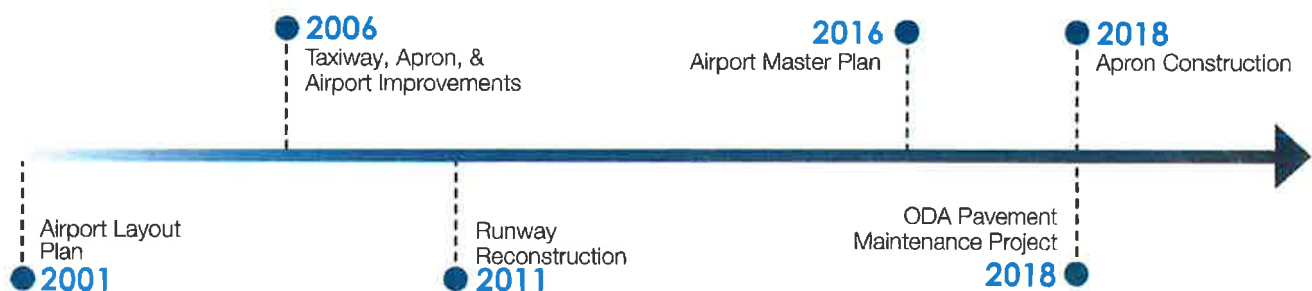 2006
Taxiway, Apron, &
Airport Improvements
2016
Airport Master Plan
2018
Apron Construction
Airport Layout
Plan
2001
Runway
Reconstruction
2011
ODA Pavement
Maintenance Project
2018